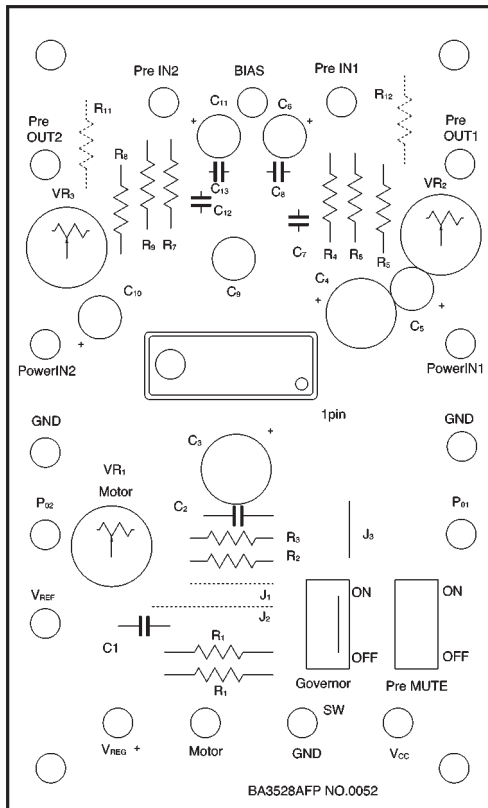 Pre IN2
BIAS
Pre IN1
R11
C11
C6
R12
Pre
OUT2
Pre
OUT1
+
+
R8
VR3
VR2
C13
C8
C12
C7
R9
R7
R4
R6
R5
C10
C9
C4
+
C5
+
+
PowerIN2
PowerIN1
1pin
GND
GND
C3
+
VR1
Motor
P02
C2
P01
R3
J3
R2
VREF
J1
J2
ON
ON
C1
R1
OFF
OFF
R1
Governor
Pre MUTE
SW
VREG +
Motor
GND
VCC
BA3528AFP NO.0052